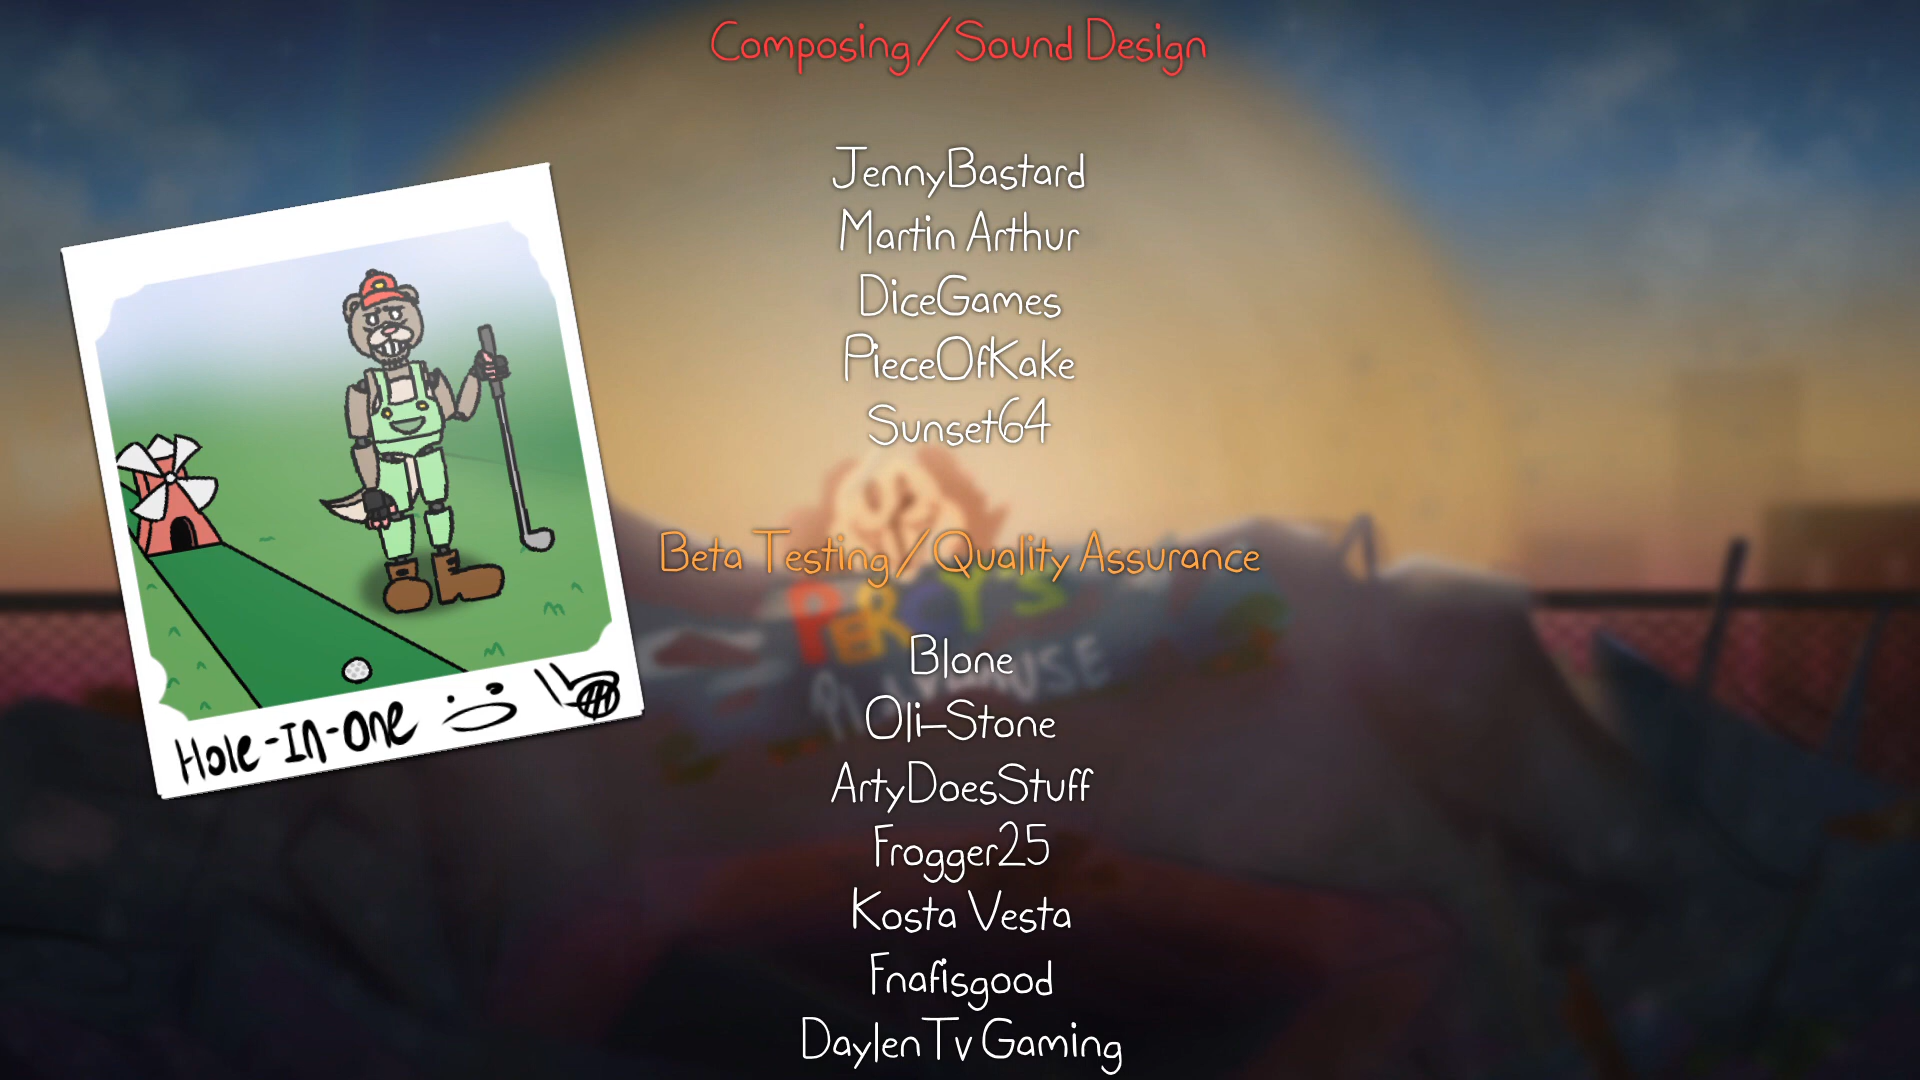 Composing/Sound Design
JennyBastard
Martin Arthur
DiceGames
PieceOfKake
Sunset64
Hole-In-One
Beta Testing/Quality Assurance
PERCY'S
Blone
Oli-Stone
ArtyDoesStuff
Frogger25
Kosta Vesta
Fnafisgood
DaylenTv Gaming